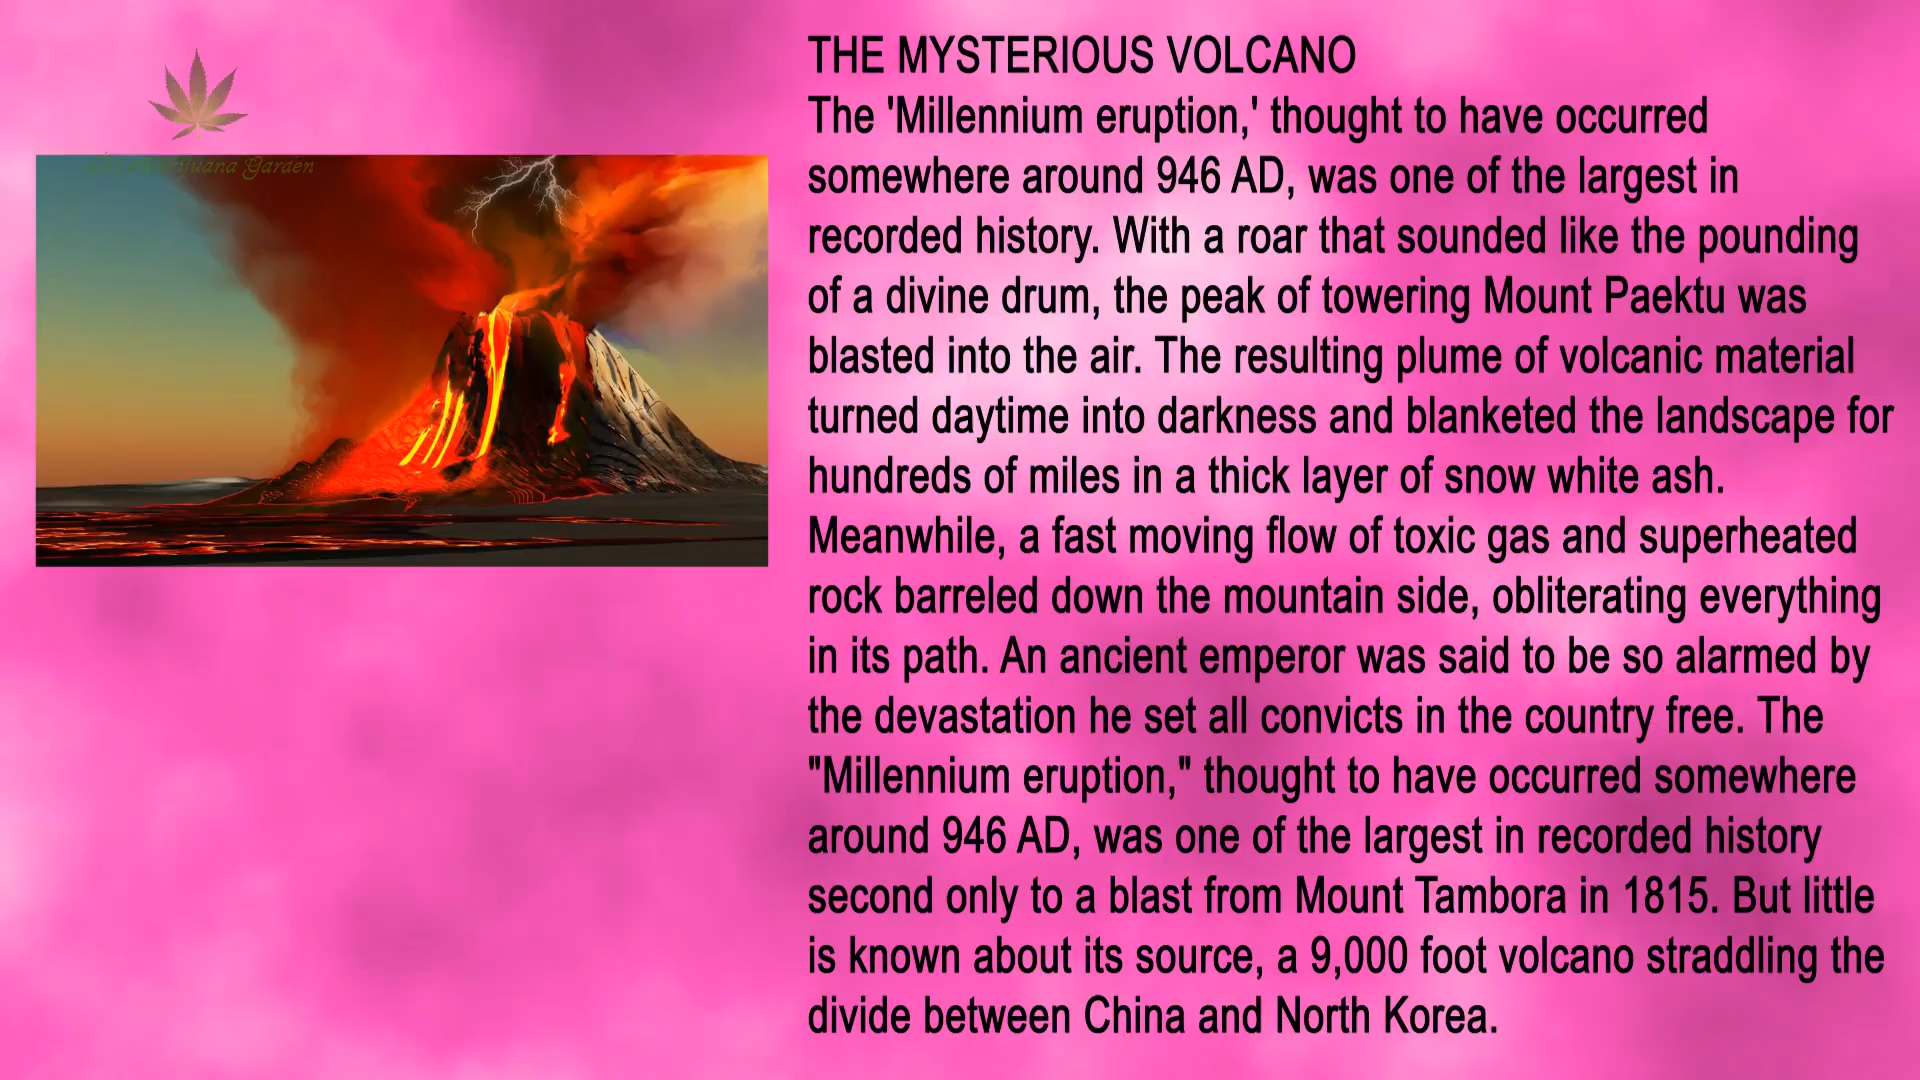 THE MYSTERIOUS VOLCANO
The 'Millennium eruption,' thought to have occurred
somewhere around 946 AD, was one of the largest in
recorded history. With a roar that sounded like the pounding
of a divine drum, the peak of towering Mount Paektu was
blasted into the air. The resulting plume of volcanic material
turned daytime into darkness and blanketed the landscape for
hundreds of miles in a thick layer of snow white ash.
Meanwhile, a fast moving flow of toxic gas and superheated
rock barreled down the mountain side, obliterating everything
in its path. An ancient emperor was said to be so alarmed by
the devastation he set all convicts in the country free. The
"Millennium eruption," thought to have occurred somewhere
around 946 AD, was one of the largest in recorded history
second only to a blast from Mount Tambora in 1815. But little
is known about its source, a 9,000 foot volcano straddling the
divide between China and North Korea.
Garden